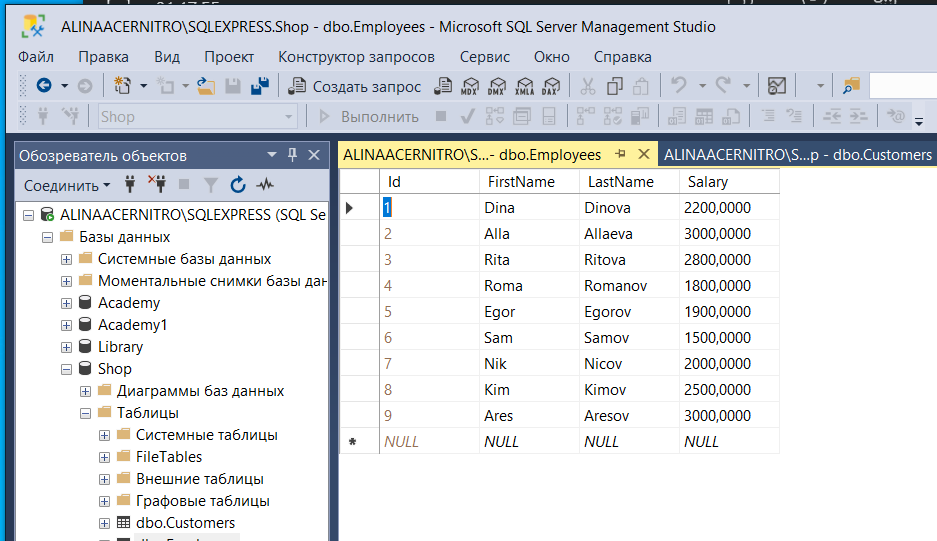 ALINAACERNITRO\SQLEXPRESS.Shop - dbo.Employees - Microsoft SQL Server Management Studio
Файл Правка Вид Проект Конструктор запросов Сервис Окно Справка
Создать запрос MDX DMX XMLA DAX
Shop Выполнить
Обозреватель объектов
ALINAACERNITRO\S...- dbo.Employees ALINAACERNITRO\S...p - dbo.Customers
Соединить
ALINAACERNITRO\SQLEXPRESS (SQL Se
Базы данных
Системные базы данных
Моментальные снимки базы дан
Academy
Academy1
Library
Shop
Диаграммы баз данных
Таблицы
Системные таблицы
FileTables
Внешние таблицы
Графовые таблицы
dbo.Customers
Id FirstName LastName Salary
1 Dina Dinova 2200,0000
2 Alla Allaeva 3000,0000
3 Rita Ritova 2800,0000
4 Roma Romanov 1800,0000
5 Egor Egorov 1900,0000
6 Sam Samov 1500,0000
7 Nik Nicov 2000,0000
8 Kim Kimov 2500,0000
9 Ares Aresov 3000,0000
NULL NULL NULL NULL